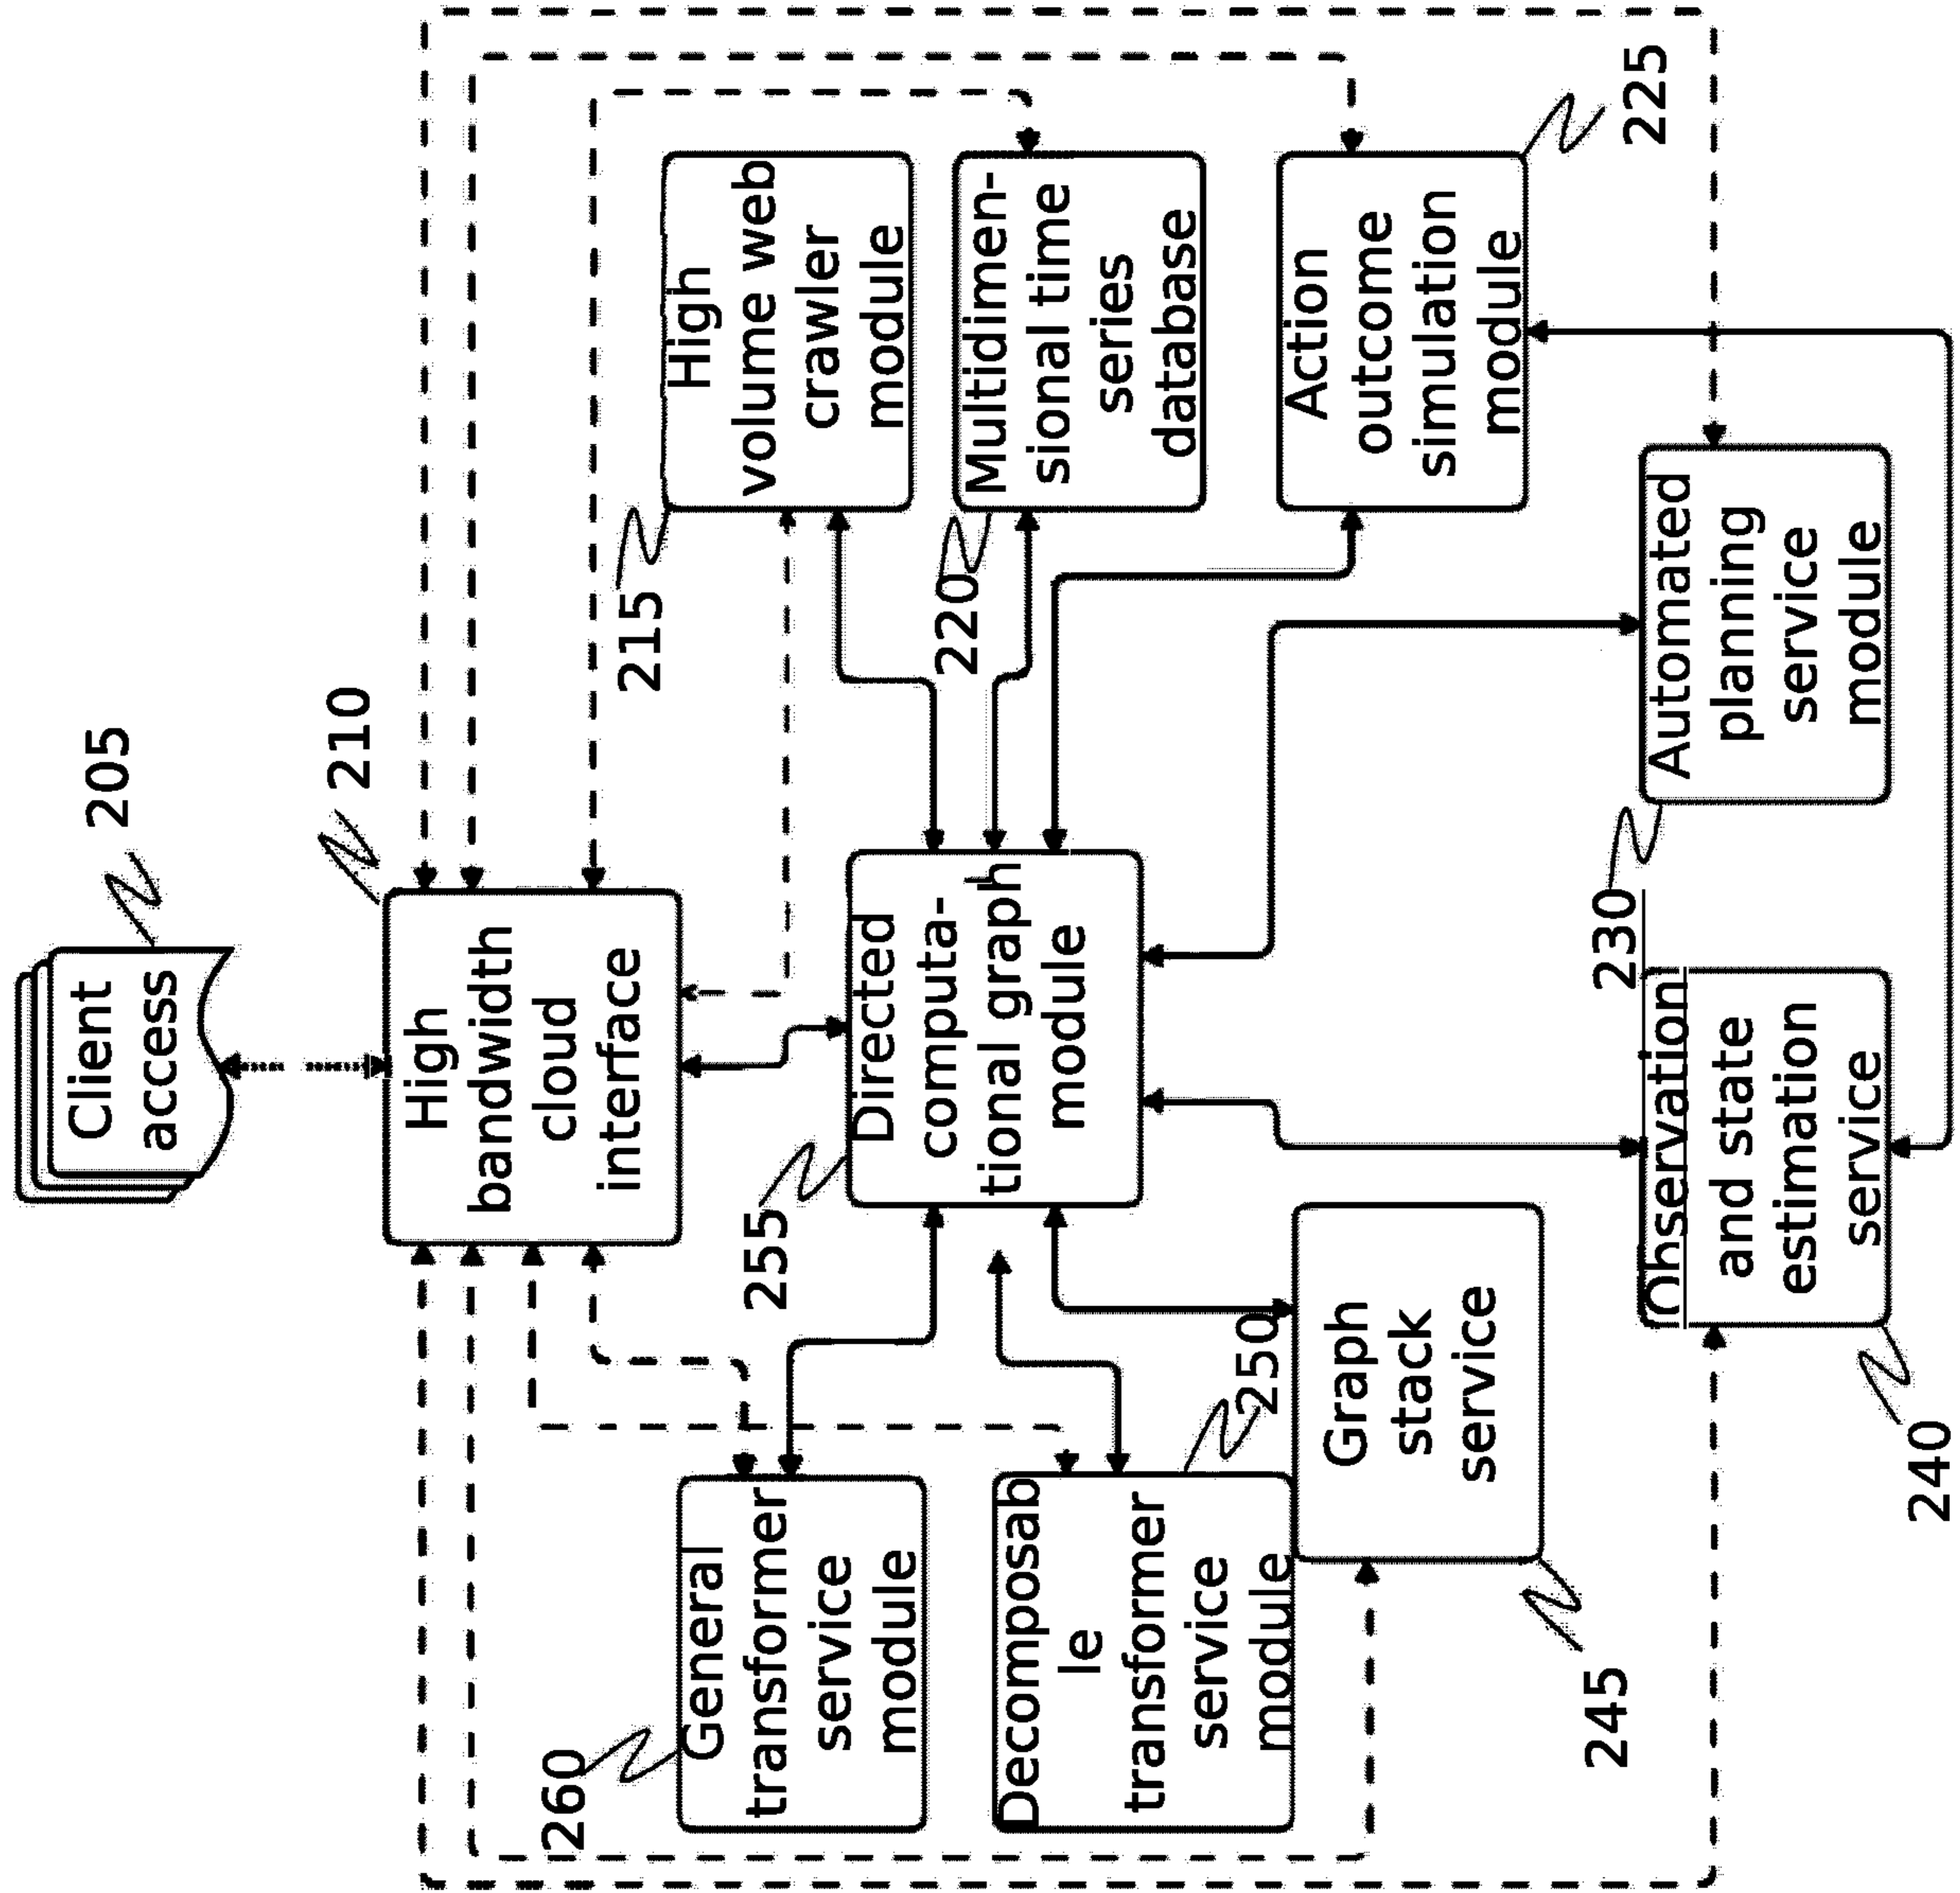 205
Client
access
210
High
bandwidth
cloud
interface
215
High
volume web
crawler
module
220
Multidimen-
sional time
series
database
225
Action
outcome
simulation
module
230
Automated
planning
service
module
240
Observation
and state
estimation
service
245
Graph
stack
service
250
Decomposab
le
transformer
service
module
255
Directed
computa-
tional graph
module
260
General
transformer
service
module